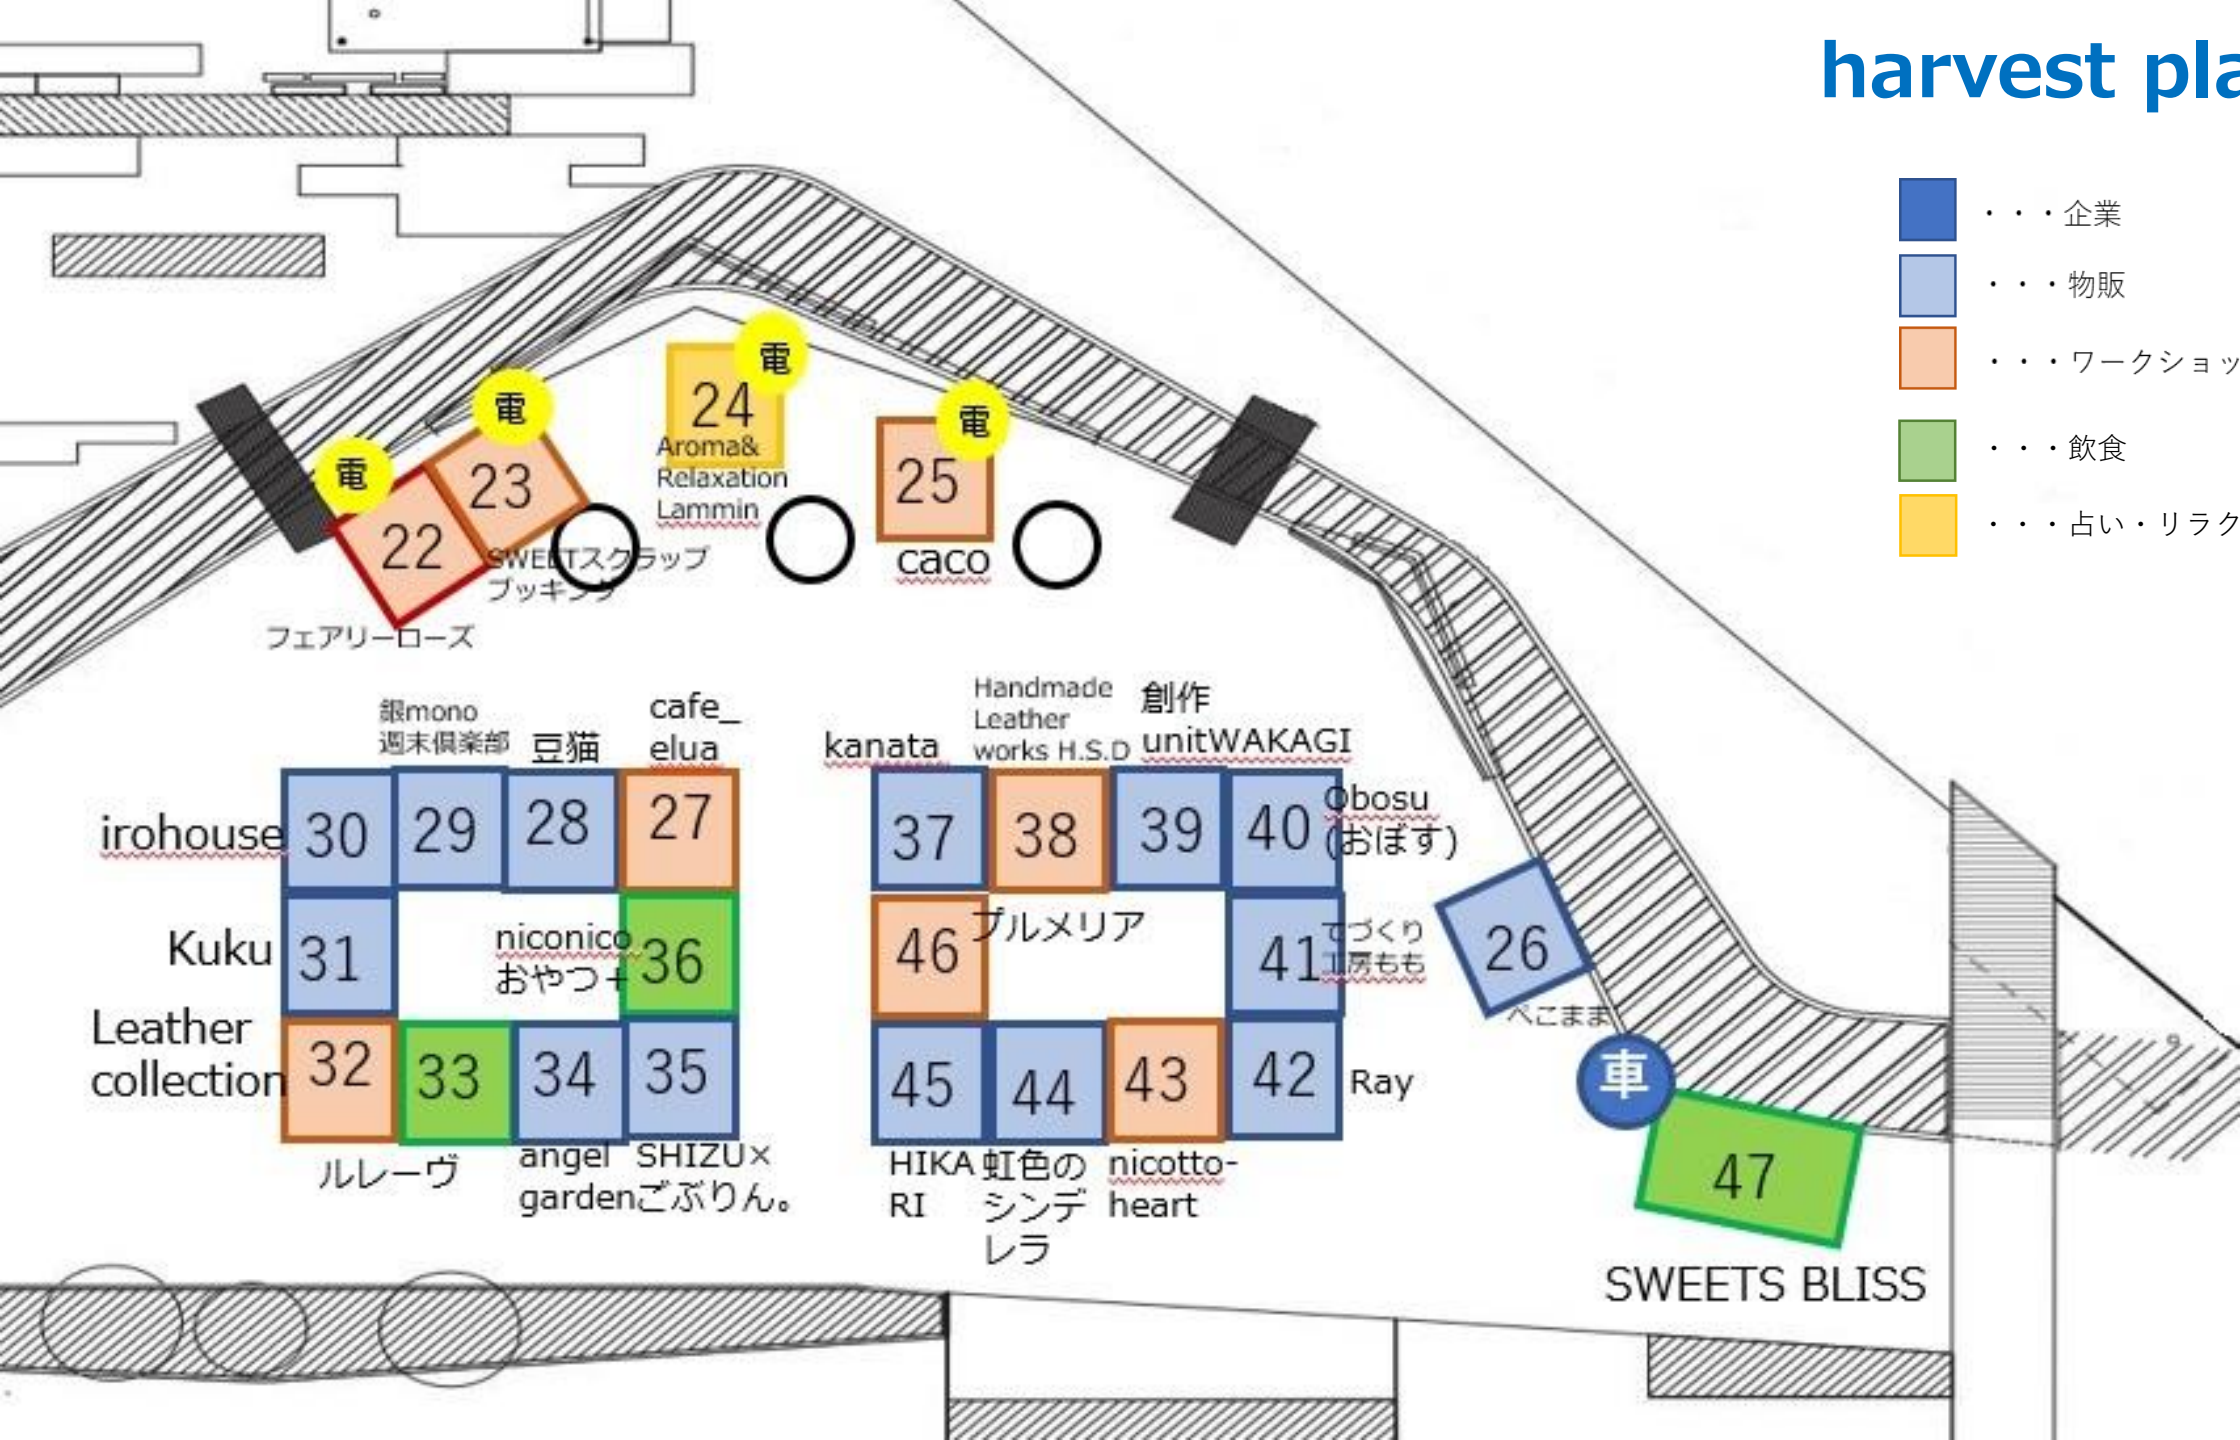 harvest pla
・・・企業
・・・物販
・・・ワークショッ
・・・飲食
・・・占い・リラク
電
電
電
電
24
Aroma&
Relaxation
Lammin
25
caco
23
SWEETスクラップ
ブッキング
22
フェアリーローズ
銀mono
週末倶楽部
豆猫
cafe_
elua
kanata
Handmade
Leather
works H.S.D
創作
unitWAKAGI
irohouse
30
29
28
27
37
38
39
40
Obosu
(おぼす)
Kuku
31
niconico
おやつ+
36
46
プルメリア
41
てづくり
工房もも
26
ぺこまま
Leather
collection
32
33
34
35
45
44
43
42
Ray
車
47
ルレーヴ
angel
garden
SHIZU×
ごぶりん。
HIKA
RI
虹色の
シンデ
レラ
nicotto-
heart
SWEETS BLISS